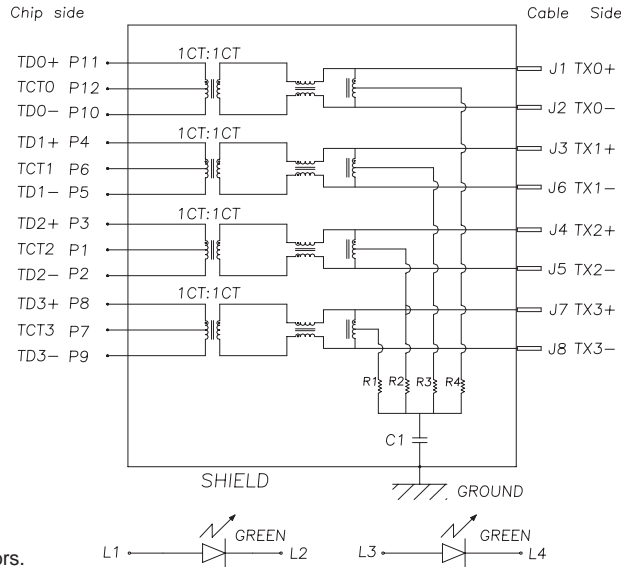 Chip side
Cable Side
1CT:1CT
TD0+ P11
TCT0 P12
TD0- P10
J1 TX0+
J2 TX0-
1CT:1CT
TD1+ P4
TCT1 P6
TD1- P5
J3 TX1+
J6 TX1-
1CT:1CT
TD2+ P3
TCT2 P1
TD2- P2
J4 TX2+
J5 TX2-
1CT:1CT
TD3+ P8
TCT3 P7
TD3- P9
J7 TX3+
J8 TX3-
R1 R2 R3 R4
C1
SHIELD
GROUND
ors.
L1 GREEN L2
L3 GREEN L4